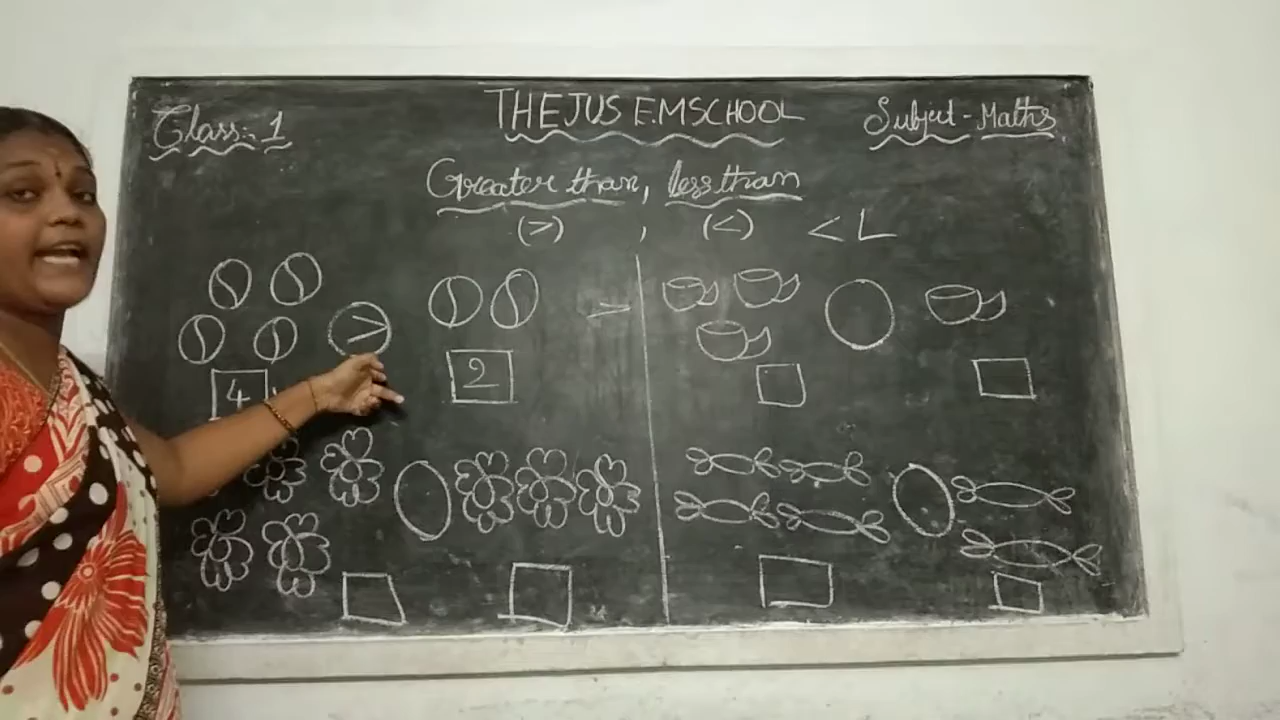 Class:- 1
THEJUS E.M SCHOOL
Subject - Maths
Greater than, less than
(>) , (<) < L
> >
4 2